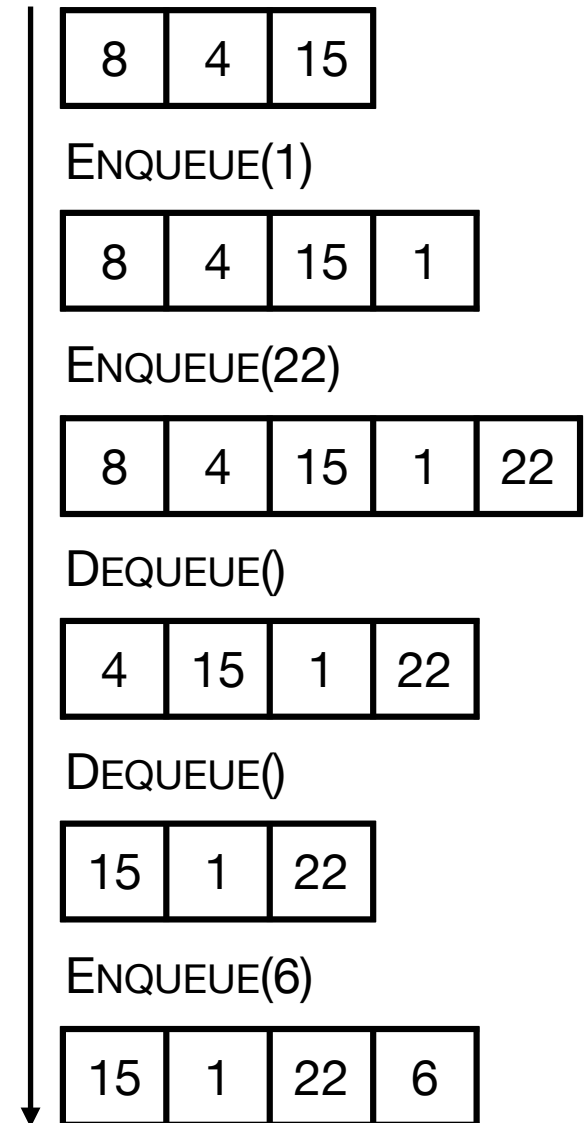 8 4 15
ENQUEUE(1)
8 4 15 1
ENQUEUE(22)
8 4 15 1 22
DEQUEUE()
4 15 1 22
DEQUEUE()
15 1 22
ENQUEUE(6)
15 1 22 6